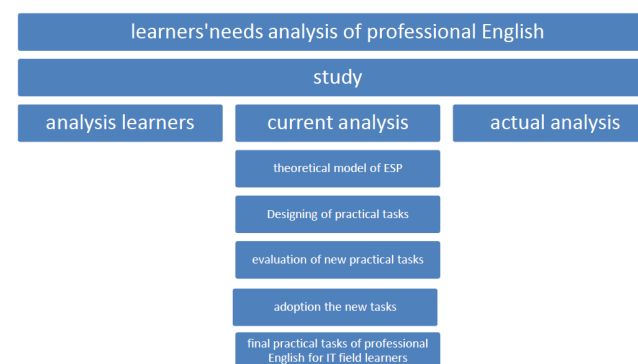 learners'needs analysis of professional English
study
analysis learners
current analysis
actual analysis
theoretical model of ESP
Designing of practical tasks
evaluation of new practical tasks
adoption the new tasks
final practical tasks of professional
English for IT field learners